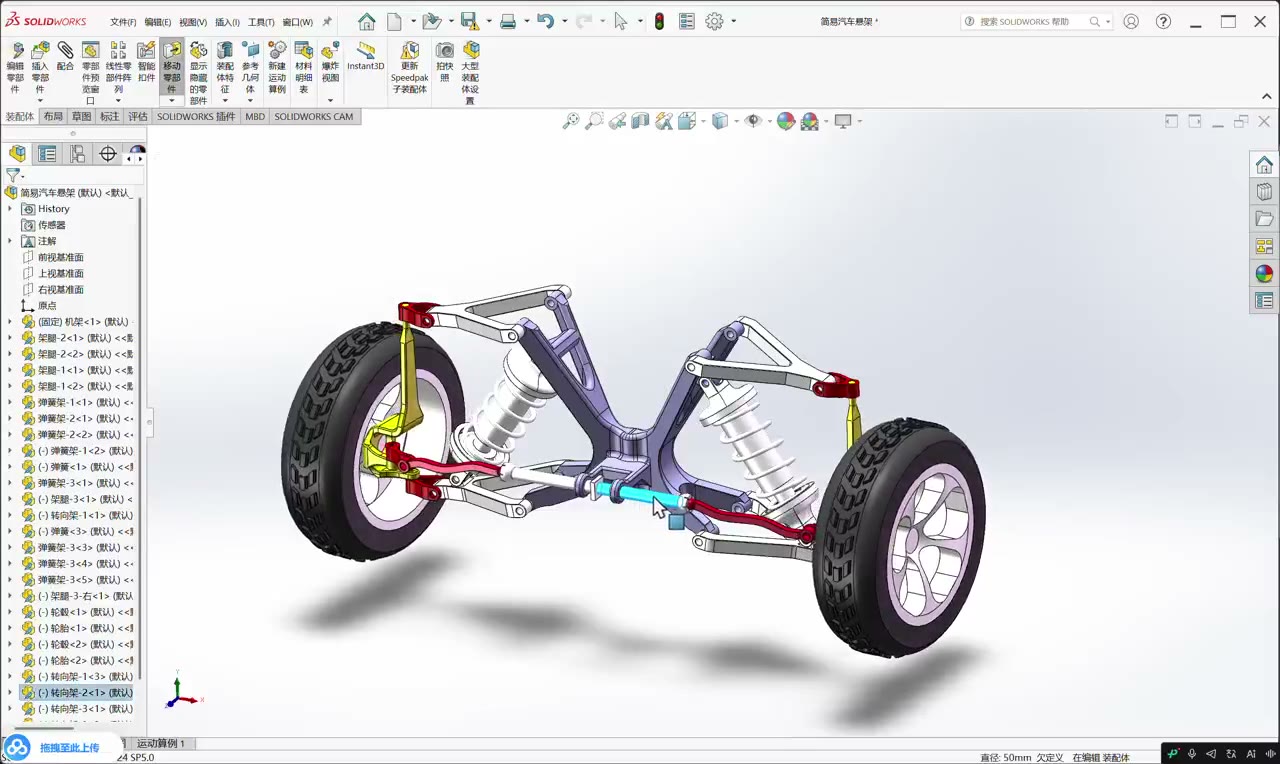 SOLIDWORKS 文件(F) 编辑(E) 视图(V) 插入(I) 工具(T) 窗口(W) 简易汽车悬架 * 搜索 SOLIDWORKS 帮助
编辑零部件 插入零部件 配合 零部件预览窗口 线性零部件阵列 智能扣件 移动零部件 显示隐藏的零部件 装配体特征 参考几何体 新建运动算例 材料明细表 爆炸视图 Instant3D 更新Speedpak子装配体 拍快照 大型装配体设置
装配体 布局 草图 标注 评估 SOLIDWORKS 插件 MBD SOLIDWORKS CAM
简易汽车悬架 (默认) <默认_
History
传感器
注解
前视基准面
上视基准面
右视基准面
原点
(固定) 机架<1> (默认)
架腿-2<1> (默认) <<默
架腿-2<2> (默认) <<默
架腿-1<1> (默认) <<默
架腿-1<2> (默认) <<默
弹簧架-1<1> (默认) <
弹簧架-2<1> (默认) <
弹簧架-2<2> (默认) <
(-) 弹簧架-1<2> (默认)
(-) 弹簧<1> (默认) <<默
弹簧架-3<1> (默认) <
(-) 架腿-3<1> (默认) <
(-) 转向架-1<1> (默认)
(-) 弹簧<3> (默认) <<默
弹簧架-3<3> (默认) <
弹簧架-3<4> (默认) <
弹簧架-3<5> (默认) <
(-) 架腿-3-右<1> (默认)
(-) 轮毂<1> (默认) <<默
(-) 轮胎<1> (默认) <<默
(-) 轮毂<2> (默认) <<默
(-) 轮胎<2> (默认) <<默
(-) 转向架-1<3> (默认)
(-) 转向架-2<1> (默认)
(-) 转向架-3<1> (默认)
拖拽至此上传 运动算例 1
24 SP5.0 直径: 50mm 欠定义 在编辑 装配体